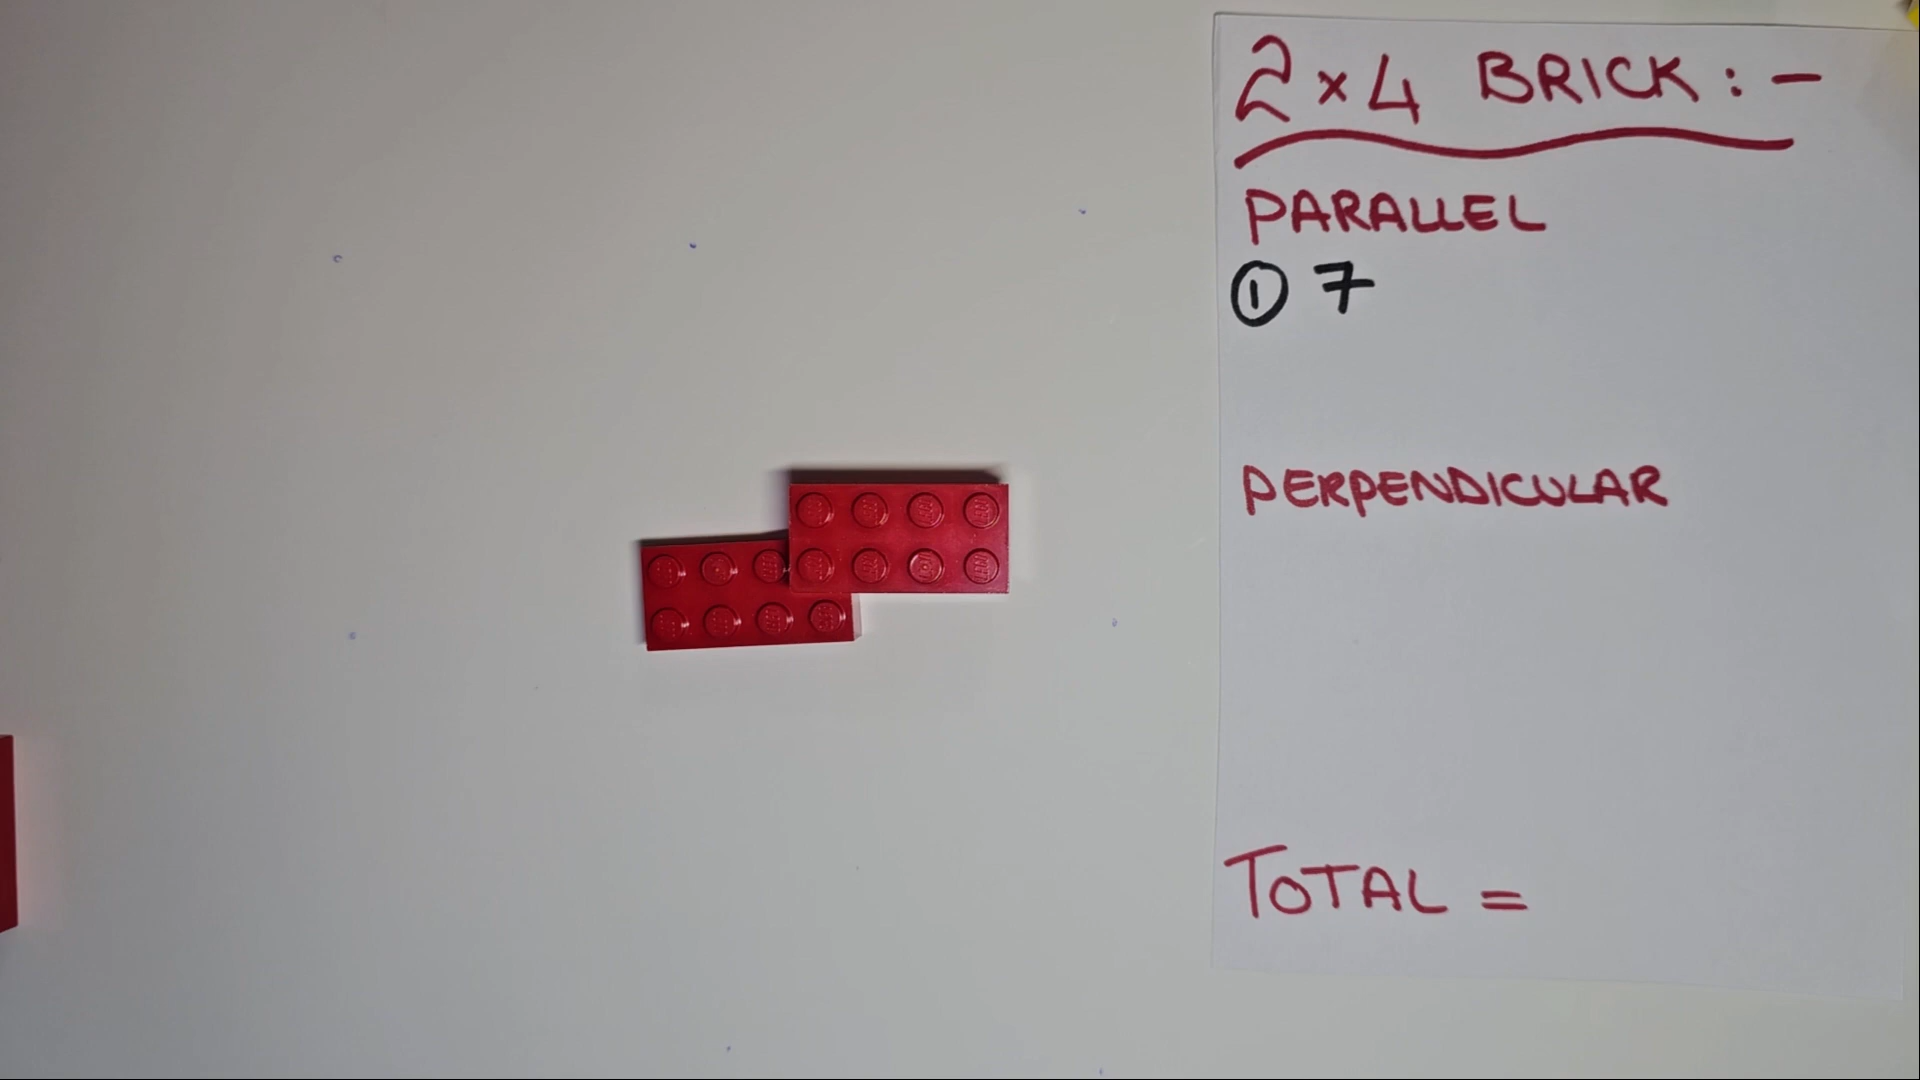 2×4 BRICK:-
PARALLEL
① 7
PERPENDICULAR
TOTAL =